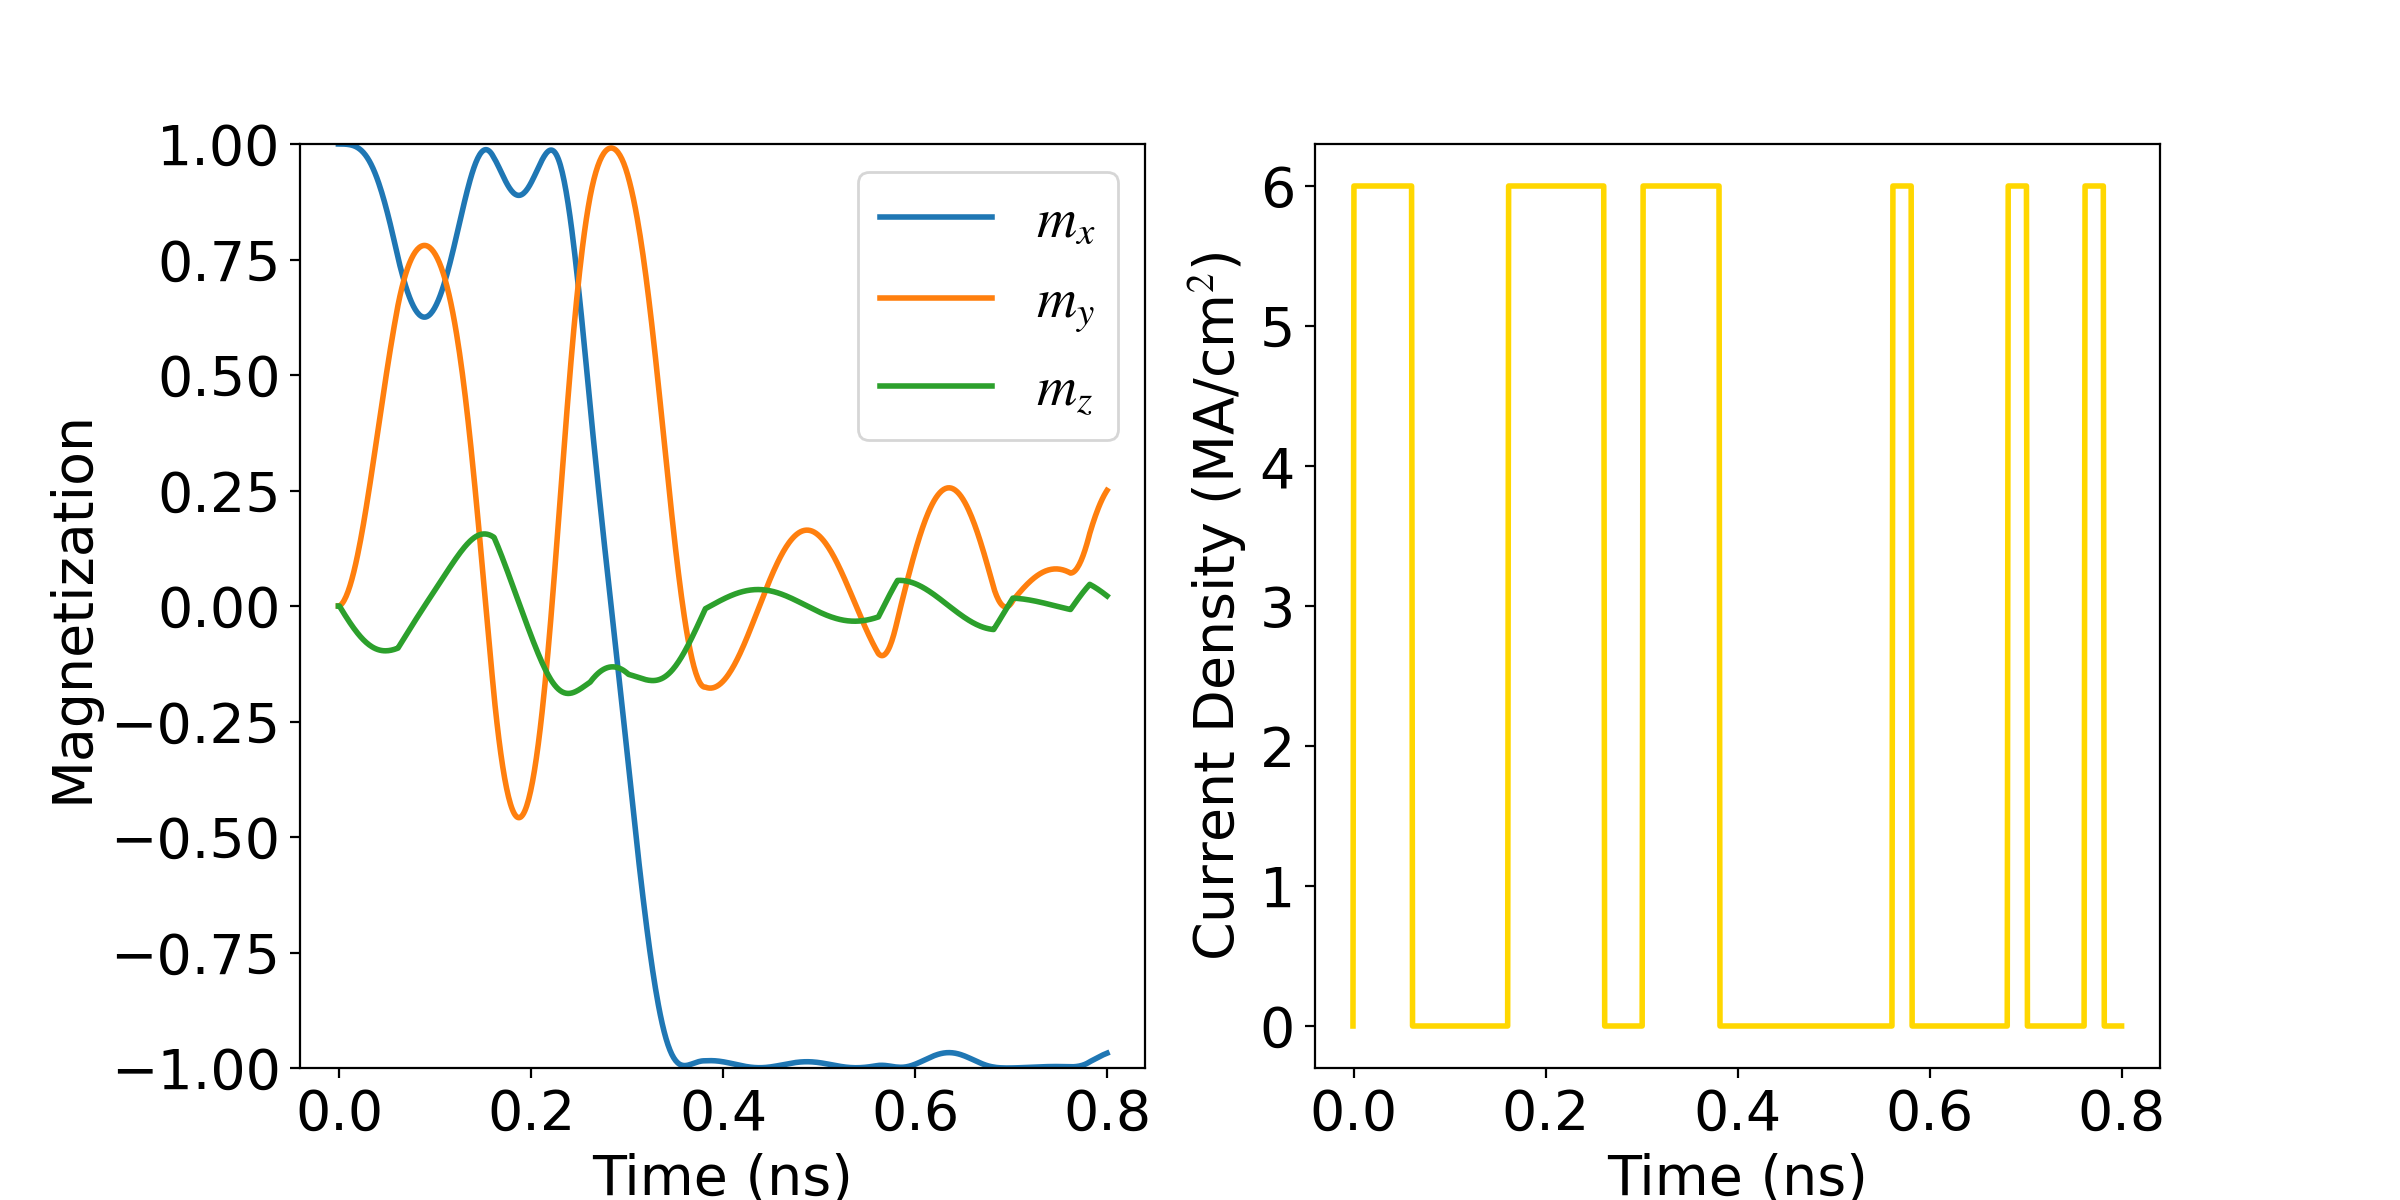 1.00
0.75
0.50
0.25
0.00
−0.25
−0.50
−0.75
−1.00
Magnetization
0.0 0.2 0.4 0.6 0.8
Time (ns)
m_x
m_y
m_z
6
5
4
3
2
1
0
Current Density (MA/cm²)
0.0 0.2 0.4 0.6 0.8
Time (ns)